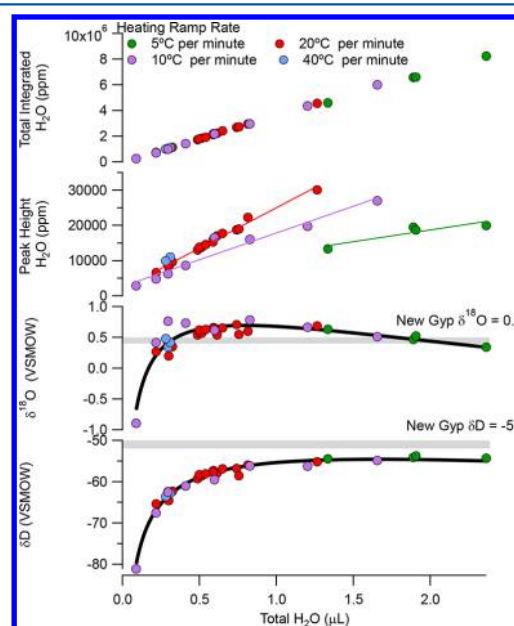 Heating Ramp Rate
5ºC per minute
20ºC per minute
10ºC per minute
40ºC per minute
Total Integrated
H2O (ppm)
10x10⁶
8
6
4
2
0
Peak Height
H2O (ppm)
30000
20000
10000
0
δ¹⁸O (VSMOW)
1.0
0.5
0.0
-0.5
-1.0
New Gyp δ¹⁸O = 0.
δD (VSMOW)
-50
-60
-70
-80
New Gyp δD = -5
0.0
0.5
1.0
1.5
2.0
Total H2O (μL)